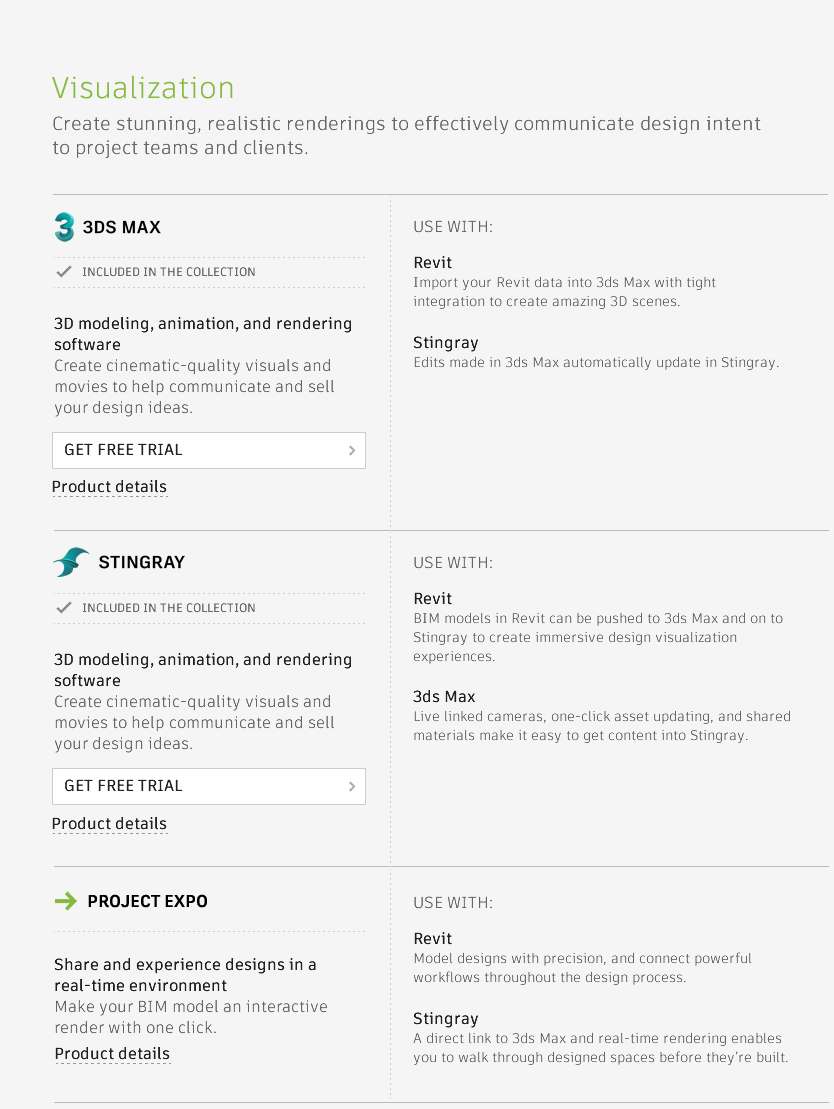 Visualization
Create stunning, realistic renderings to effectively communicate design intent
to project teams and clients.
3DS MAX
INCLUDED IN THE COLLECTION
3D modeling, animation, and rendering
software
Create cinematic-quality visuals and
movies to help communicate and sell
your design ideas.
GET FREE TRIAL
Product details
USE WITH:
Revit
Import your Revit data into 3ds Max with tight
integration to create amazing 3D scenes.
Stingray
Edits made in 3ds Max automatically update in Stingray.
STINGRAY
INCLUDED IN THE COLLECTION
3D modeling, animation, and rendering
software
Create cinematic-quality visuals and
movies to help communicate and sell
your design ideas.
GET FREE TRIAL
Product details
USE WITH:
Revit
BIM models in Revit can be pushed to 3ds Max and on to
Stingray to create immersive design visualization
experiences.
3ds Max
Live linked cameras, one-click asset updating, and shared
materials make it easy to get content into Stingray.
PROJECT EXPO
Share and experience designs in a
real-time environment
Make your BIM model an interactive
render with one click.
Product details
USE WITH:
Revit
Model designs with precision, and connect powerful
workflows throughout the design process.
Stingray
A direct link to 3ds Max and real-time rendering enables
you to walk through designed spaces before they're built.